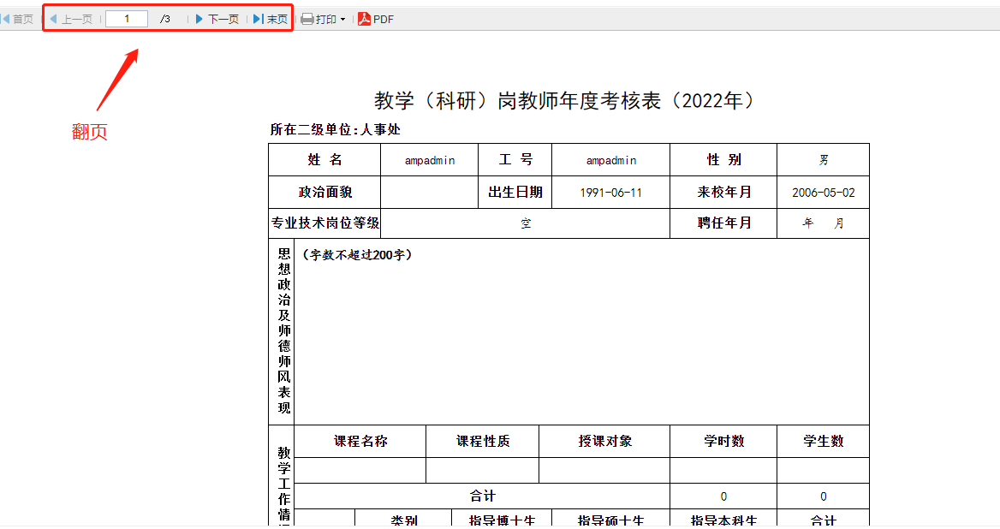 首页 上一页 1 /3 下一页 末页 打印 PDF
翻页
教学（科研）岗教师年度考核表（2022年）
所在二级单位:人事处
姓 名 ampadmin 工 号 ampadmin 性 别 男
政治面貌 出生日期 1991-06-11 来校年月 2006-05-02
专业技术岗位等级 空 聘任年月 年 月
思想政治及师德师风表现
（字数不超过200字）
教学工作情
课程名称 课程性质 授课对象 学时数 学生数
合计 0 0
类别 指导博士生 指导硕士生 指导本科生 合计